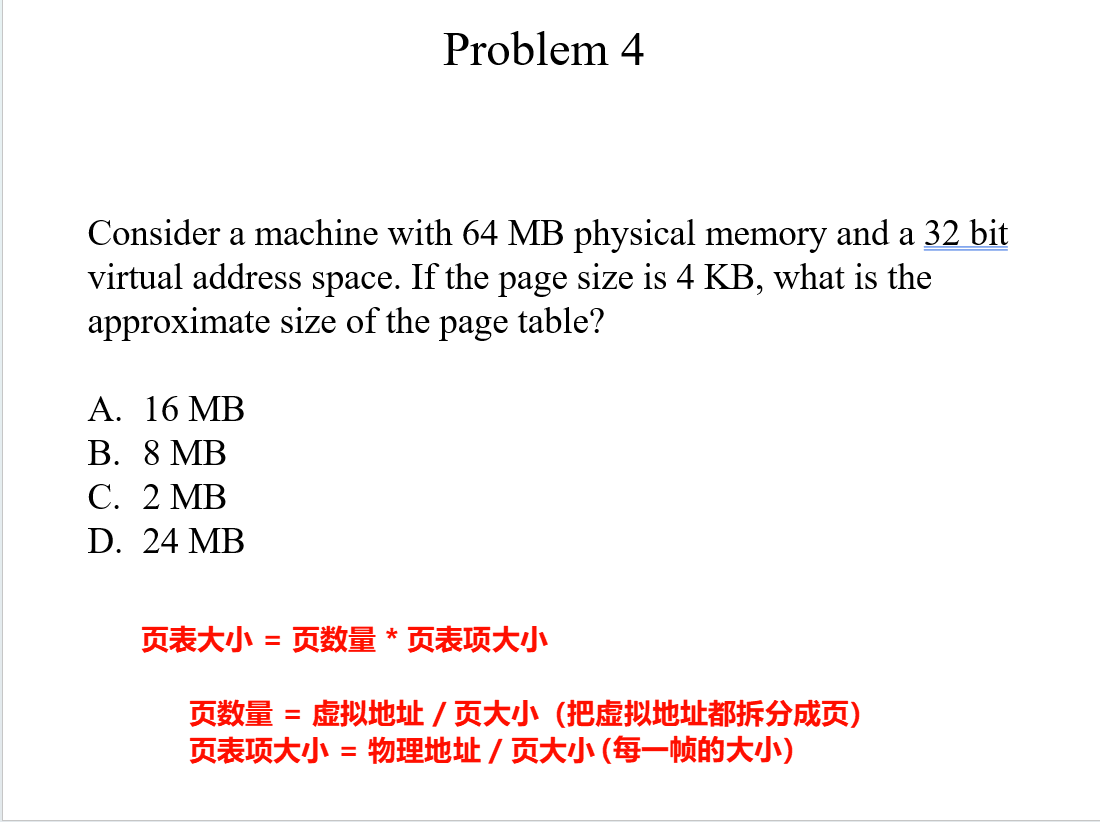 Problem 4
Consider a machine with 64 MB physical memory and a 32 bit
virtual address space. If the page size is 4 KB, what is the
approximate size of the page table?
A. 16 MB
B. 8 MB
C. 2 MB
D. 24 MB
页表大小 = 页数量 * 页表项大小
页数量 = 虚拟地址 / 页大小（把虚拟地址都拆分成页）
页表项大小 = 物理地址 / 页大小 (每一帧的大小）